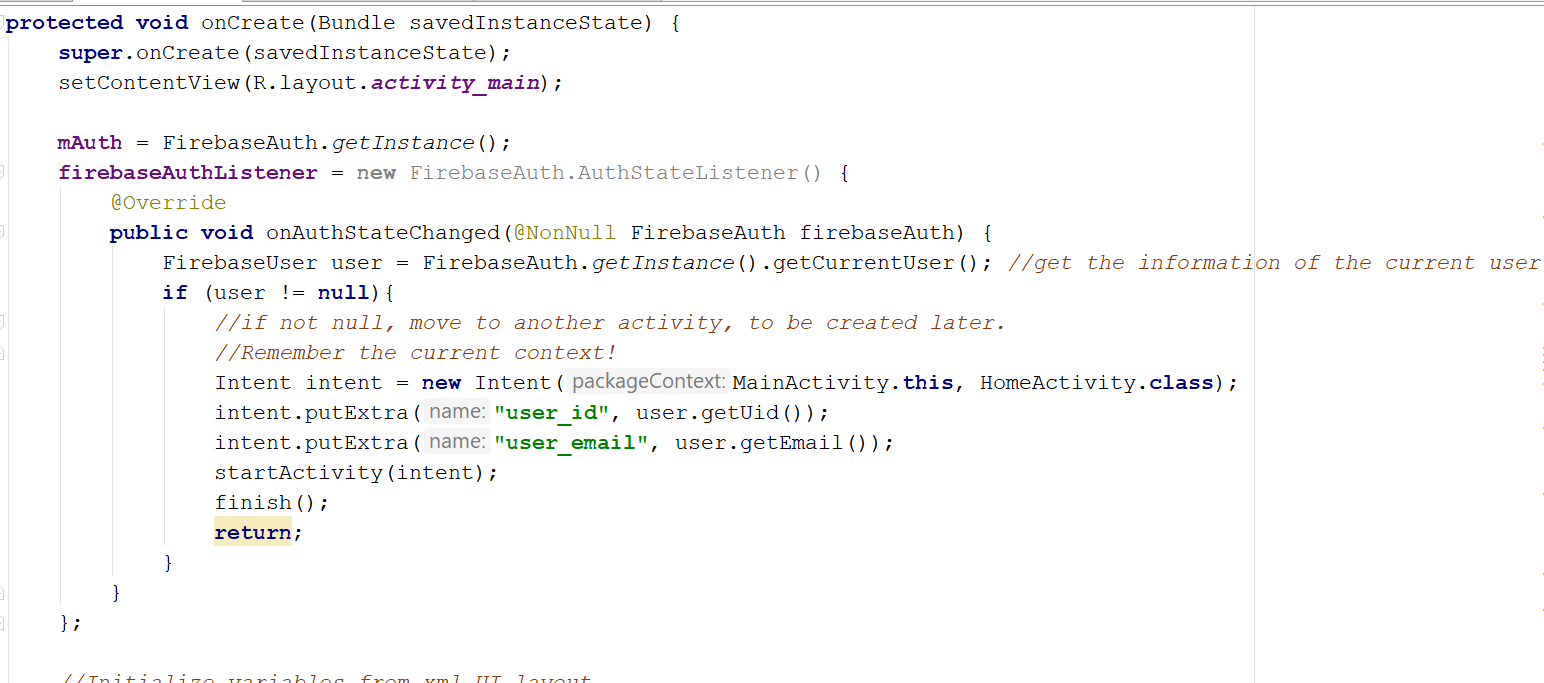 protected void onCreate(Bundle savedInstanceState) {
super.onCreate(savedInstanceState);
setContentView(R.layout.activity_main);
mAuth = FirebaseAuth.getInstance();
firebaseAuthListener = new FirebaseAuth.AuthStateListener() {
@Override
public void onAuthStateChanged(@NonNull FirebaseAuth firebaseAuth) {
FirebaseUser user = FirebaseAuth.getInstance().getCurrentUser(); //get the information of the current user
if (user != null){
//if not null, move to another activity, to be created later.
//Remember the current context!
Intent intent = new Intent( packageContext: MainActivity.this, HomeActivity.class);
intent.putExtra( name: "user_id", user.getUid());
intent.putExtra( name: "user_email", user.getEmail());
startActivity(intent);
finish();
return;
}
}
};
//Initialize variables from xml UI layout